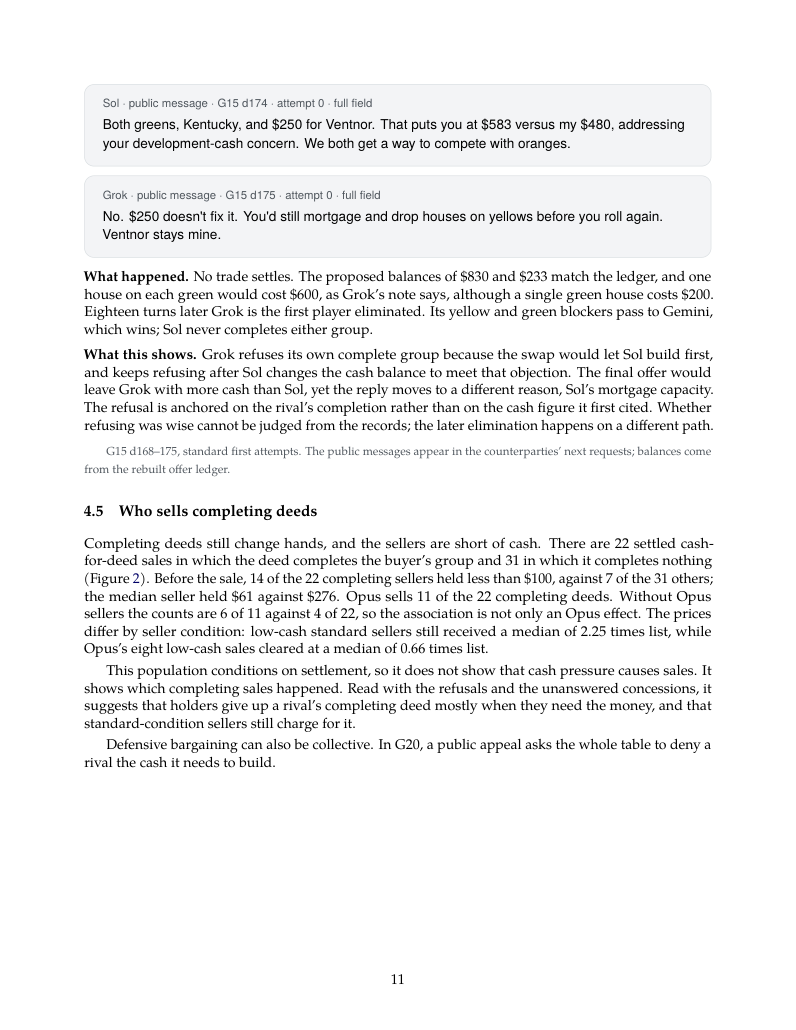 Sol · public message · G15 d174 · attempt 0 · full field
Both greens, Kentucky, and $250 for Ventnor. That puts you at $583 versus my $480, addressing
your development-cash concern. We both get a way to compete with oranges.
Grok · public message · G15 d175 · attempt 0 · full field
No. $250 doesn't fix it. You'd still mortgage and drop houses on yellows before you roll again.
Ventnor stays mine.
What happened. No trade settles. The proposed balances of $830 and $233 match the ledger, and one
house on each green would cost $600, as Grok's note says, although a single green house costs $200.
Eighteen turns later Grok is the first player eliminated. Its yellow and green blockers pass to Gemini,
which wins; Sol never completes either group.
What this shows. Grok refuses its own complete group because the swap would let Sol build first,
and keeps refusing after Sol changes the cash balance to meet that objection. The final offer would
leave Grok with more cash than Sol, yet the reply moves to a different reason, Sol's mortgage capacity.
The refusal is anchored on the rival's completion rather than on the cash figure it first cited. Whether
refusing was wise cannot be judged from the records; the later elimination happens on a different path.
G15 d168–175, standard first attempts. The public messages appear in the counterparties' next requests; balances come
from the rebuilt offer ledger.
4.5 Who sells completing deeds
Completing deeds still change hands, and the sellers are short of cash. There are 22 settled cash-
for-deed sales in which the deed completes the buyer's group and 31 in which it completes nothing
(Figure 2). Before the sale, 14 of the 22 completing sellers held less than $100, against 7 of the 31 others;
the median seller held $61 against $276. Opus sells 11 of the 22 completing deeds. Without Opus
sellers the counts are 6 of 11 against 4 of 22, so the association is not only an Opus effect. The prices
differ by seller condition: low-cash standard sellers still received a median of 2.25 times list, while
Opus's eight low-cash sales cleared at a median of 0.66 times list.
This population conditions on settlement, so it does not show that cash pressure causes sales. It
shows which completing sales happened. Read with the refusals and the unanswered concessions, it
suggests that holders give up a rival's completing deed mostly when they need the money, and that
standard-condition sellers still charge for it.
Defensive bargaining can also be collective. In G20, a public appeal asks the whole table to deny a
rival the cash it needs to build.
11